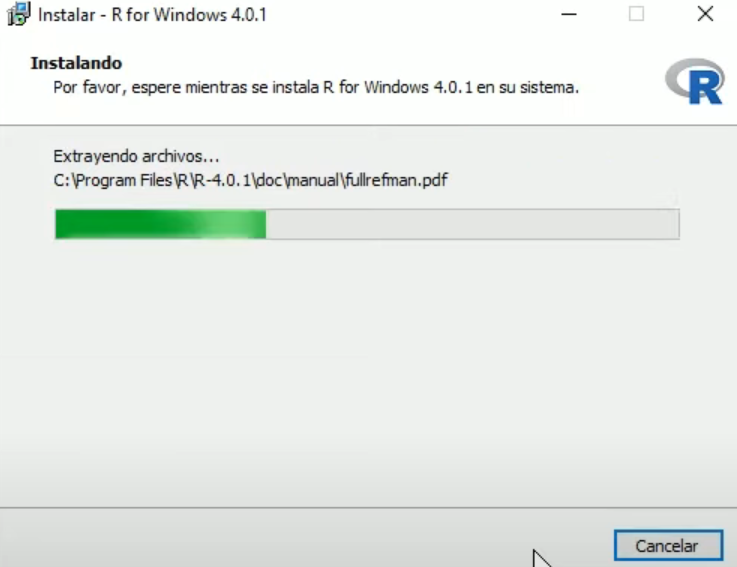 Instalar - R for Windows 4.0.1
Instalando
Por favor, espere mientras se instala R for Windows 4.0.1 en su sistema.
R
Extrayendo archivos...
C:\Program Files\R\R-4.0.1\doc\manual\fullrefman.pdf
Cancelar